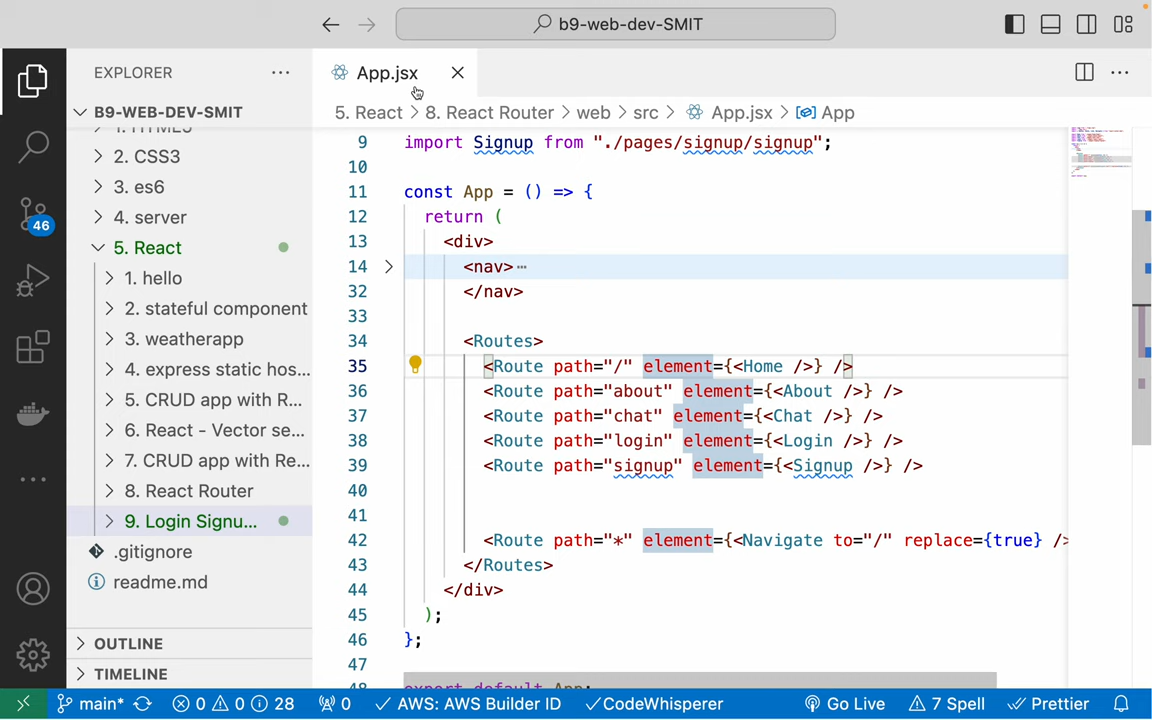 b9-web-dev-SMIT
EXPLORER
App.jsx
B9-WEB-DEV-SMIT
1. HTML5
2. CSS3
3. es6
4. server
5. React
1. hello
2. stateful component
3. weatherapp
4. express static hos...
5. CRUD app with R...
6. React - Vector se...
7. CRUD app with Re...
8. React Router
9. Login Signu...
.gitignore
readme.md
OUTLINE
TIMELINE
46
5. React > 8. React Router > web > src > App.jsx > App
9 import Signup from "./pages/signup/signup";
10
11 const App = () => {
12 return (
13 <div>
14 <nav>...
32 </nav>
33
34 <Routes>
35 <Route path="/" element={<Home />} />
36 <Route path="about" element={<About />} />
37 <Route path="chat" element={<Chat />} />
38 <Route path="login" element={<Login />} />
39 <Route path="signup" element={<Signup />} />
40
41
42 <Route path="*" element={<Navigate to="/" replace={true} />
43 </Routes>
44 </div>
45 );
46 };
47
48 export default App;
main* 0 0 28 0 AWS: AWS Builder ID CodeWhisperer Go Live 7 Spell Prettier